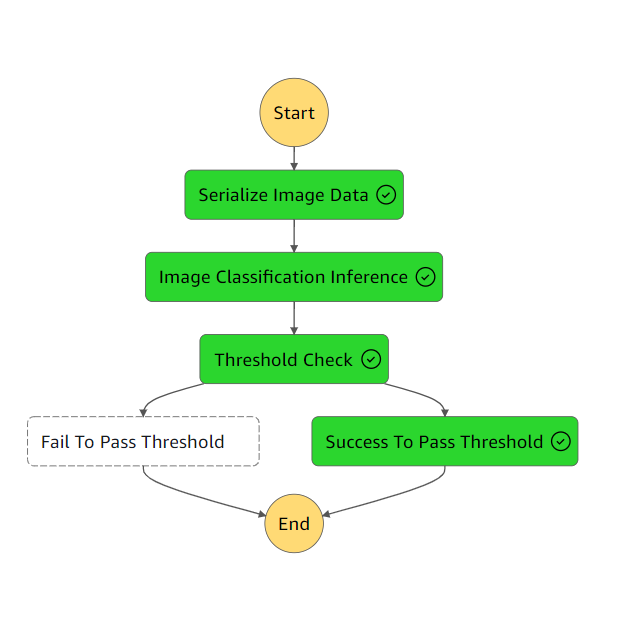 Start
Serialize Image Data
Image Classification Inference
Threshold Check
Fail To Pass Threshold
Success To Pass Threshold
End